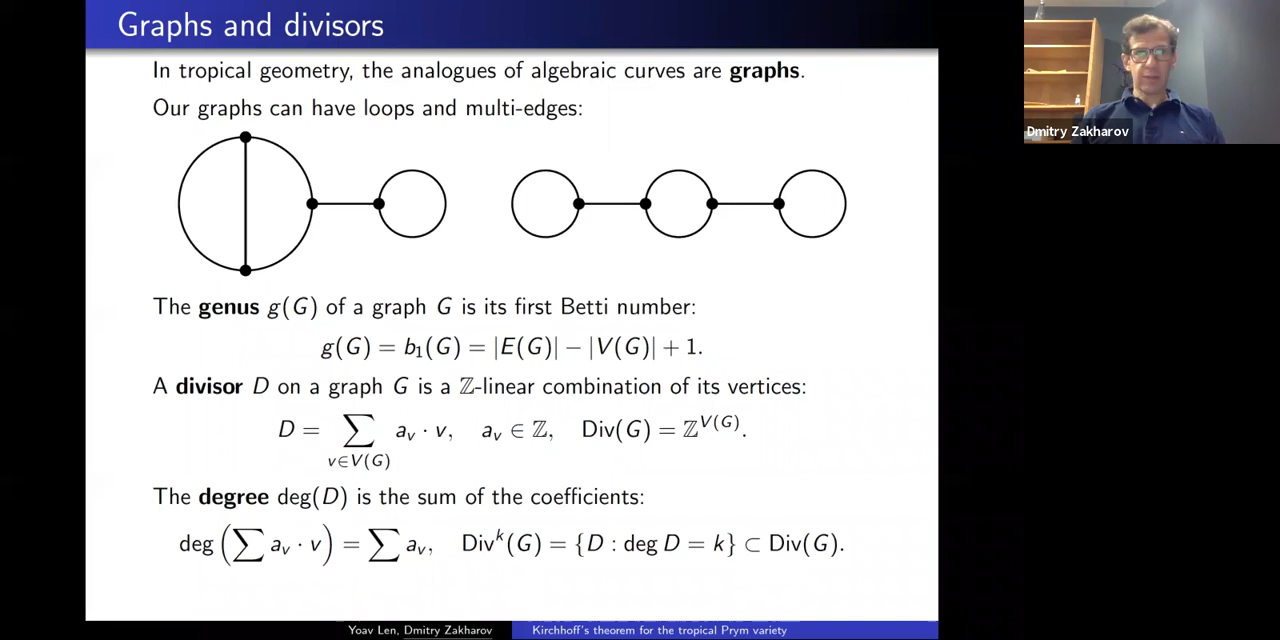 Graphs and divisors
In tropical geometry, the analogues of algebraic curves are graphs.
Our graphs can have loops and multi-edges:
The genus g(G) of a graph G is its first Betti number:
g(G) = b₁(G) = |E(G)| − |V(G)| + 1.
A divisor D on a graph G is a ℤ-linear combination of its vertices:
D = ∑_{v∈V(G)} a_v · v, a_v ∈ ℤ, Div(G) = ℤ^{V(G)}.
The degree deg(D) is the sum of the coefficients:
deg (∑ a_v · v) = ∑ a_v, Div^k(G) = {D : deg D = k} ⊂ Div(G).
Yoav Len, Dmitry Zakharov Kirchhoff's theorem for the tropical Prym variety
Dmitry Zakharov